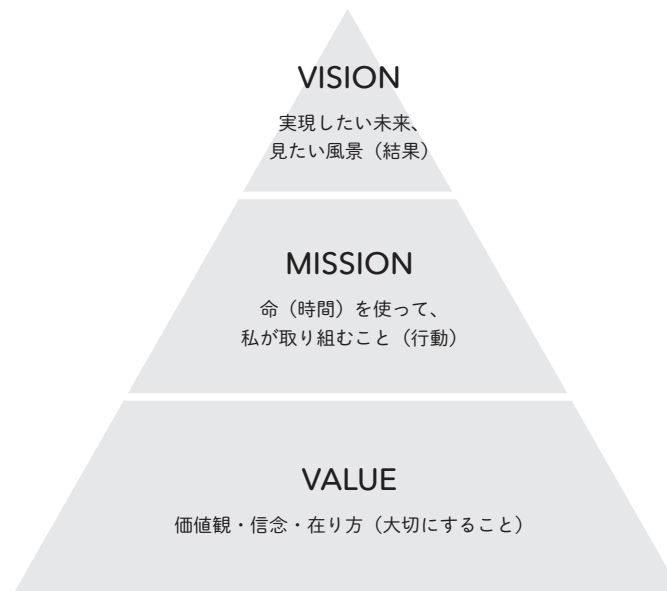 VISION
実現したい未来、
見たい風景（結果）
MISSION
命（時間）を使って、
私が取り組むこと（行動）
VALUE
価値観・信念・在り方（大切にすること）